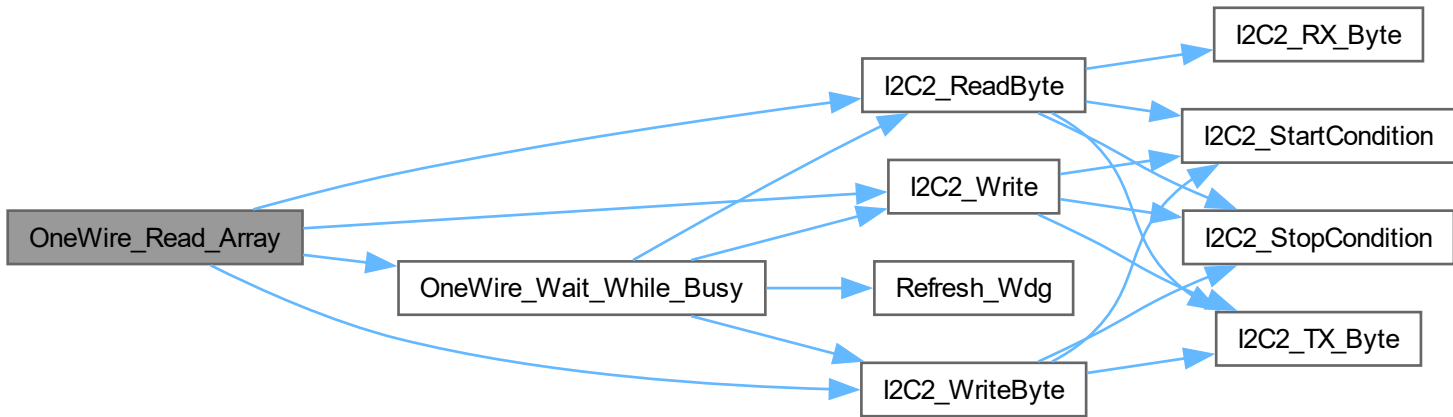 OneWire_Read_Array
OneWire_Wait_While_Busy
I2C2_ReadByte
I2C2_Write
Refresh_Wdg
I2C2_WriteByte
I2C2_RX_Byte
I2C2_StartCondition
I2C2_StopCondition
I2C2_TX_Byte